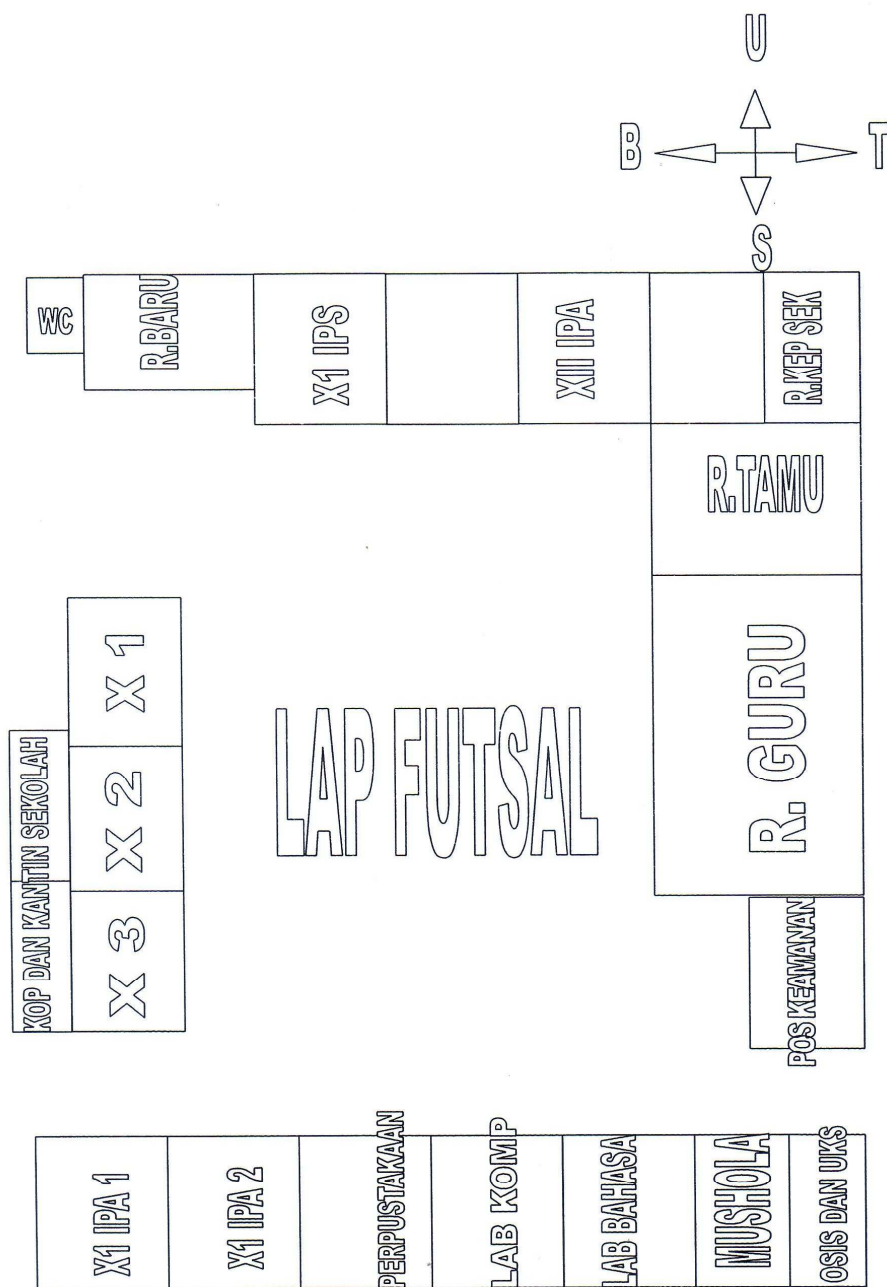 U
B
T
S
WC
R.BARU
X1 IPS
XII IPA
R.KEP SEK
R.TAMU
X 1
X 2
X 3
KOP DAN KANTIN SEKOLAH
LAP FUTSAL
R. GURU
POS KEAMANAN
X1 IPA 1
X1 IPA 2
PERPUSTAKAAN
LAB KOMP
LAB BAHASA
MUSHOLA
OSIS DAN UKS